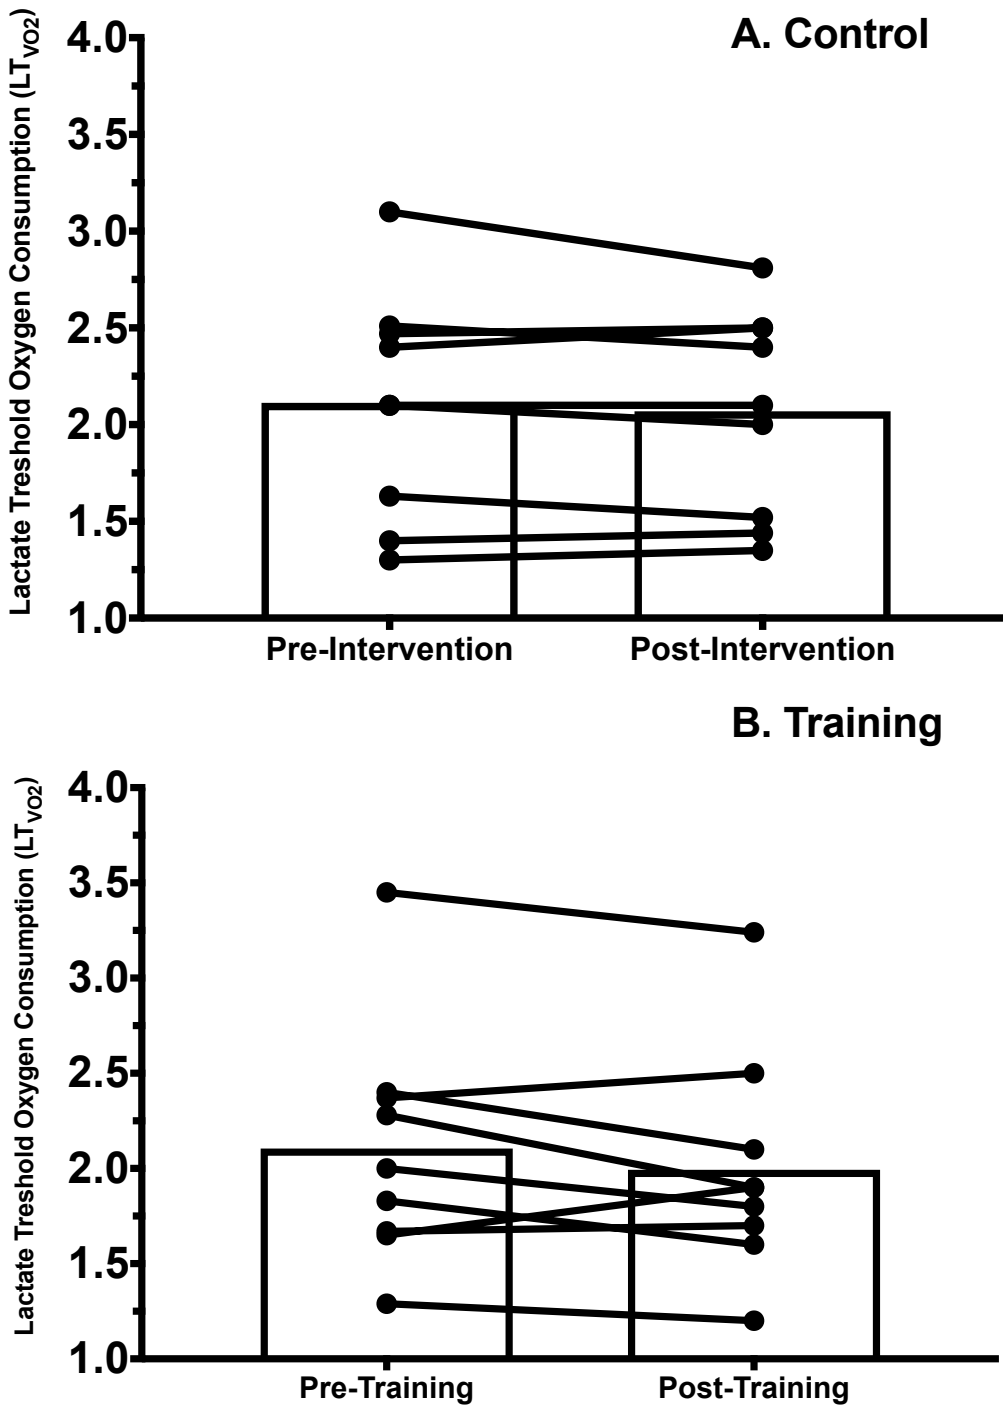 A. Control
Lactate Treshold Oxygen Consumption (LTVO2)
4.0
3.5
3.0
2.5
2.0
1.5
1.0
Pre-Intervention Post-Intervention
B. Training
Lactate Treshold Oxygen Consumption (LTVO2)
4.0
3.5
3.0
2.5
2.0
1.5
1.0
Pre-Training Post-Training